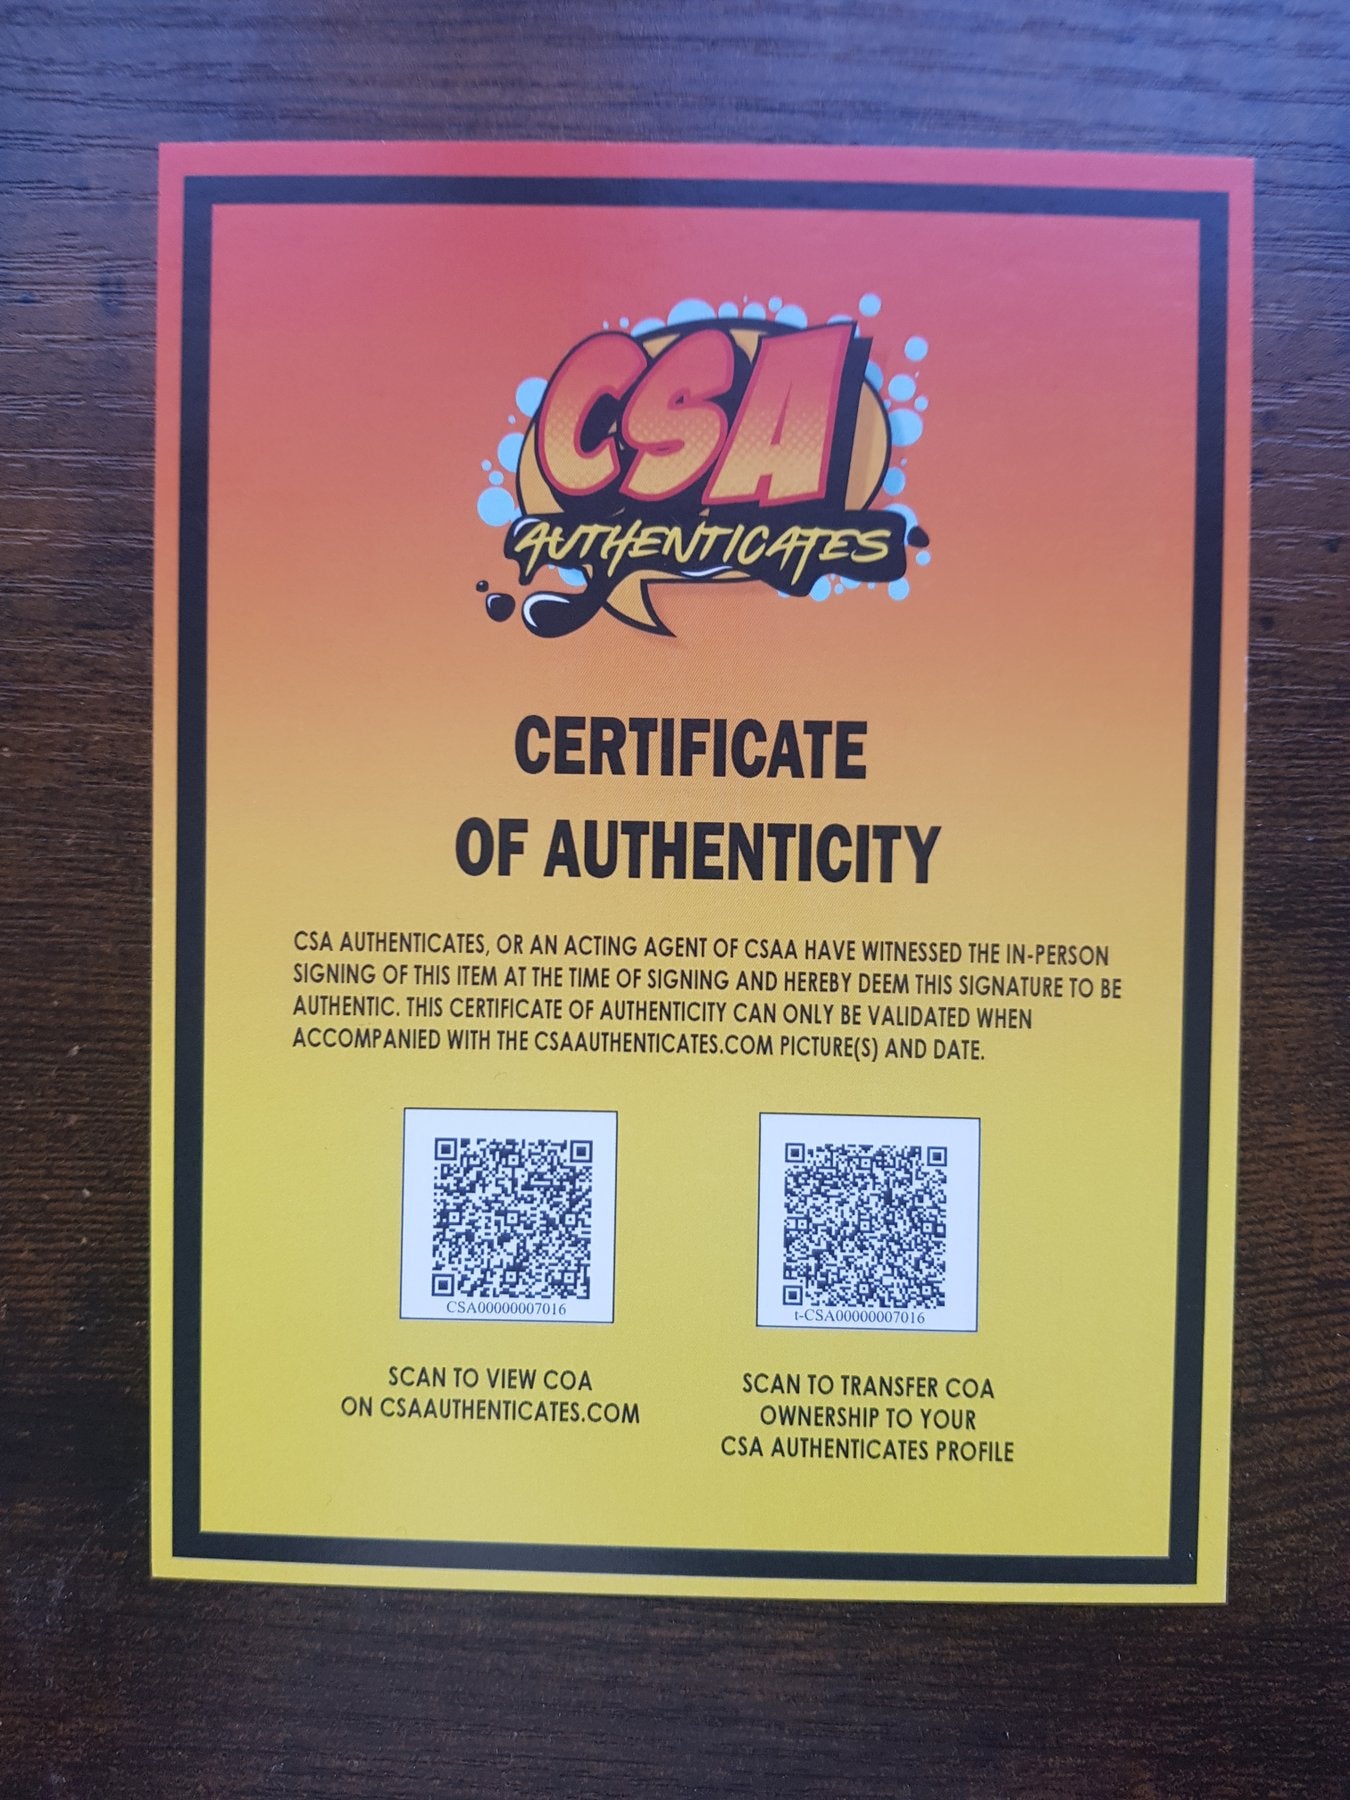 CSA
AUTHENTICATES
CERTIFICATE
OF AUTHENTICITY
CSA AUTHENTICATES, OR AN ACTING AGENT OF CSAA HAVE WITNESSED THE IN-PERSON
SIGNING OF THIS ITEM AT THE TIME OF SIGNING AND HEREBY DEEM THIS SIGNATURE TO BE
AUTHENTIC. THIS CERTIFICATE OF AUTHENTICITY CAN ONLY BE VALIDATED WHEN
ACCOMPANIED WITH THE CSAAUTHENTICATES.COM PICTURE(S) AND DATE.
CSA00000007016
SCAN TO VIEW COA
ON CSAAUTHENTICATES.COM
t-CSA00000007016
SCAN TO TRANSFER COA
OWNERSHIP TO YOUR
CSA AUTHENTICATES PROFILE